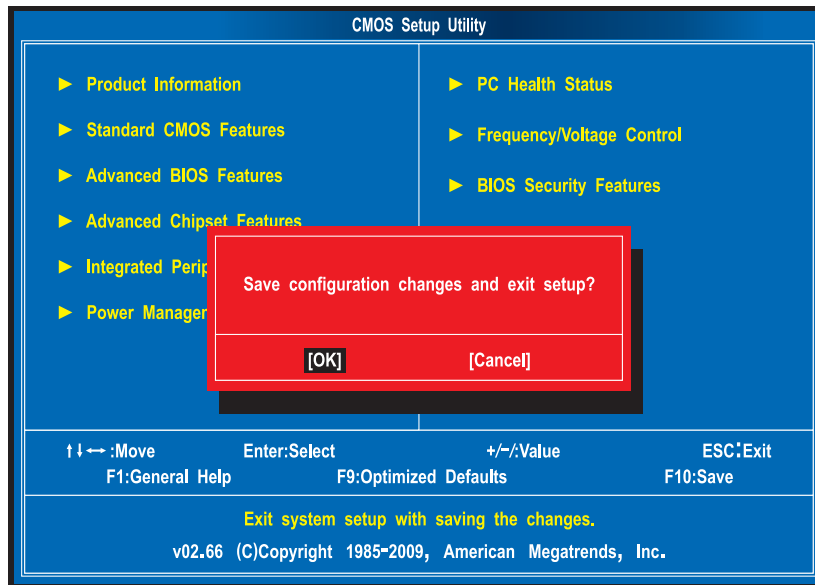 CMOS Setup Utility
► Product Information
► Standard CMOS Features
► Advanced BIOS Features
► Advanced Chipset Features
► Integrated Perip
► Power Manager
► PC Health Status
► Frequency/Voltage Control
► BIOS Security Features
Save configuration changes and exit setup?
[OK] [Cancel]
↑↓←→ :Move Enter:Select +/-/:Value ESC:Exit
F1:General Help F9:Optimized Defaults F10:Save
Exit system setup with saving the changes.
v02.66 (C)Copyright 1985-2009, American Megatrends, Inc.